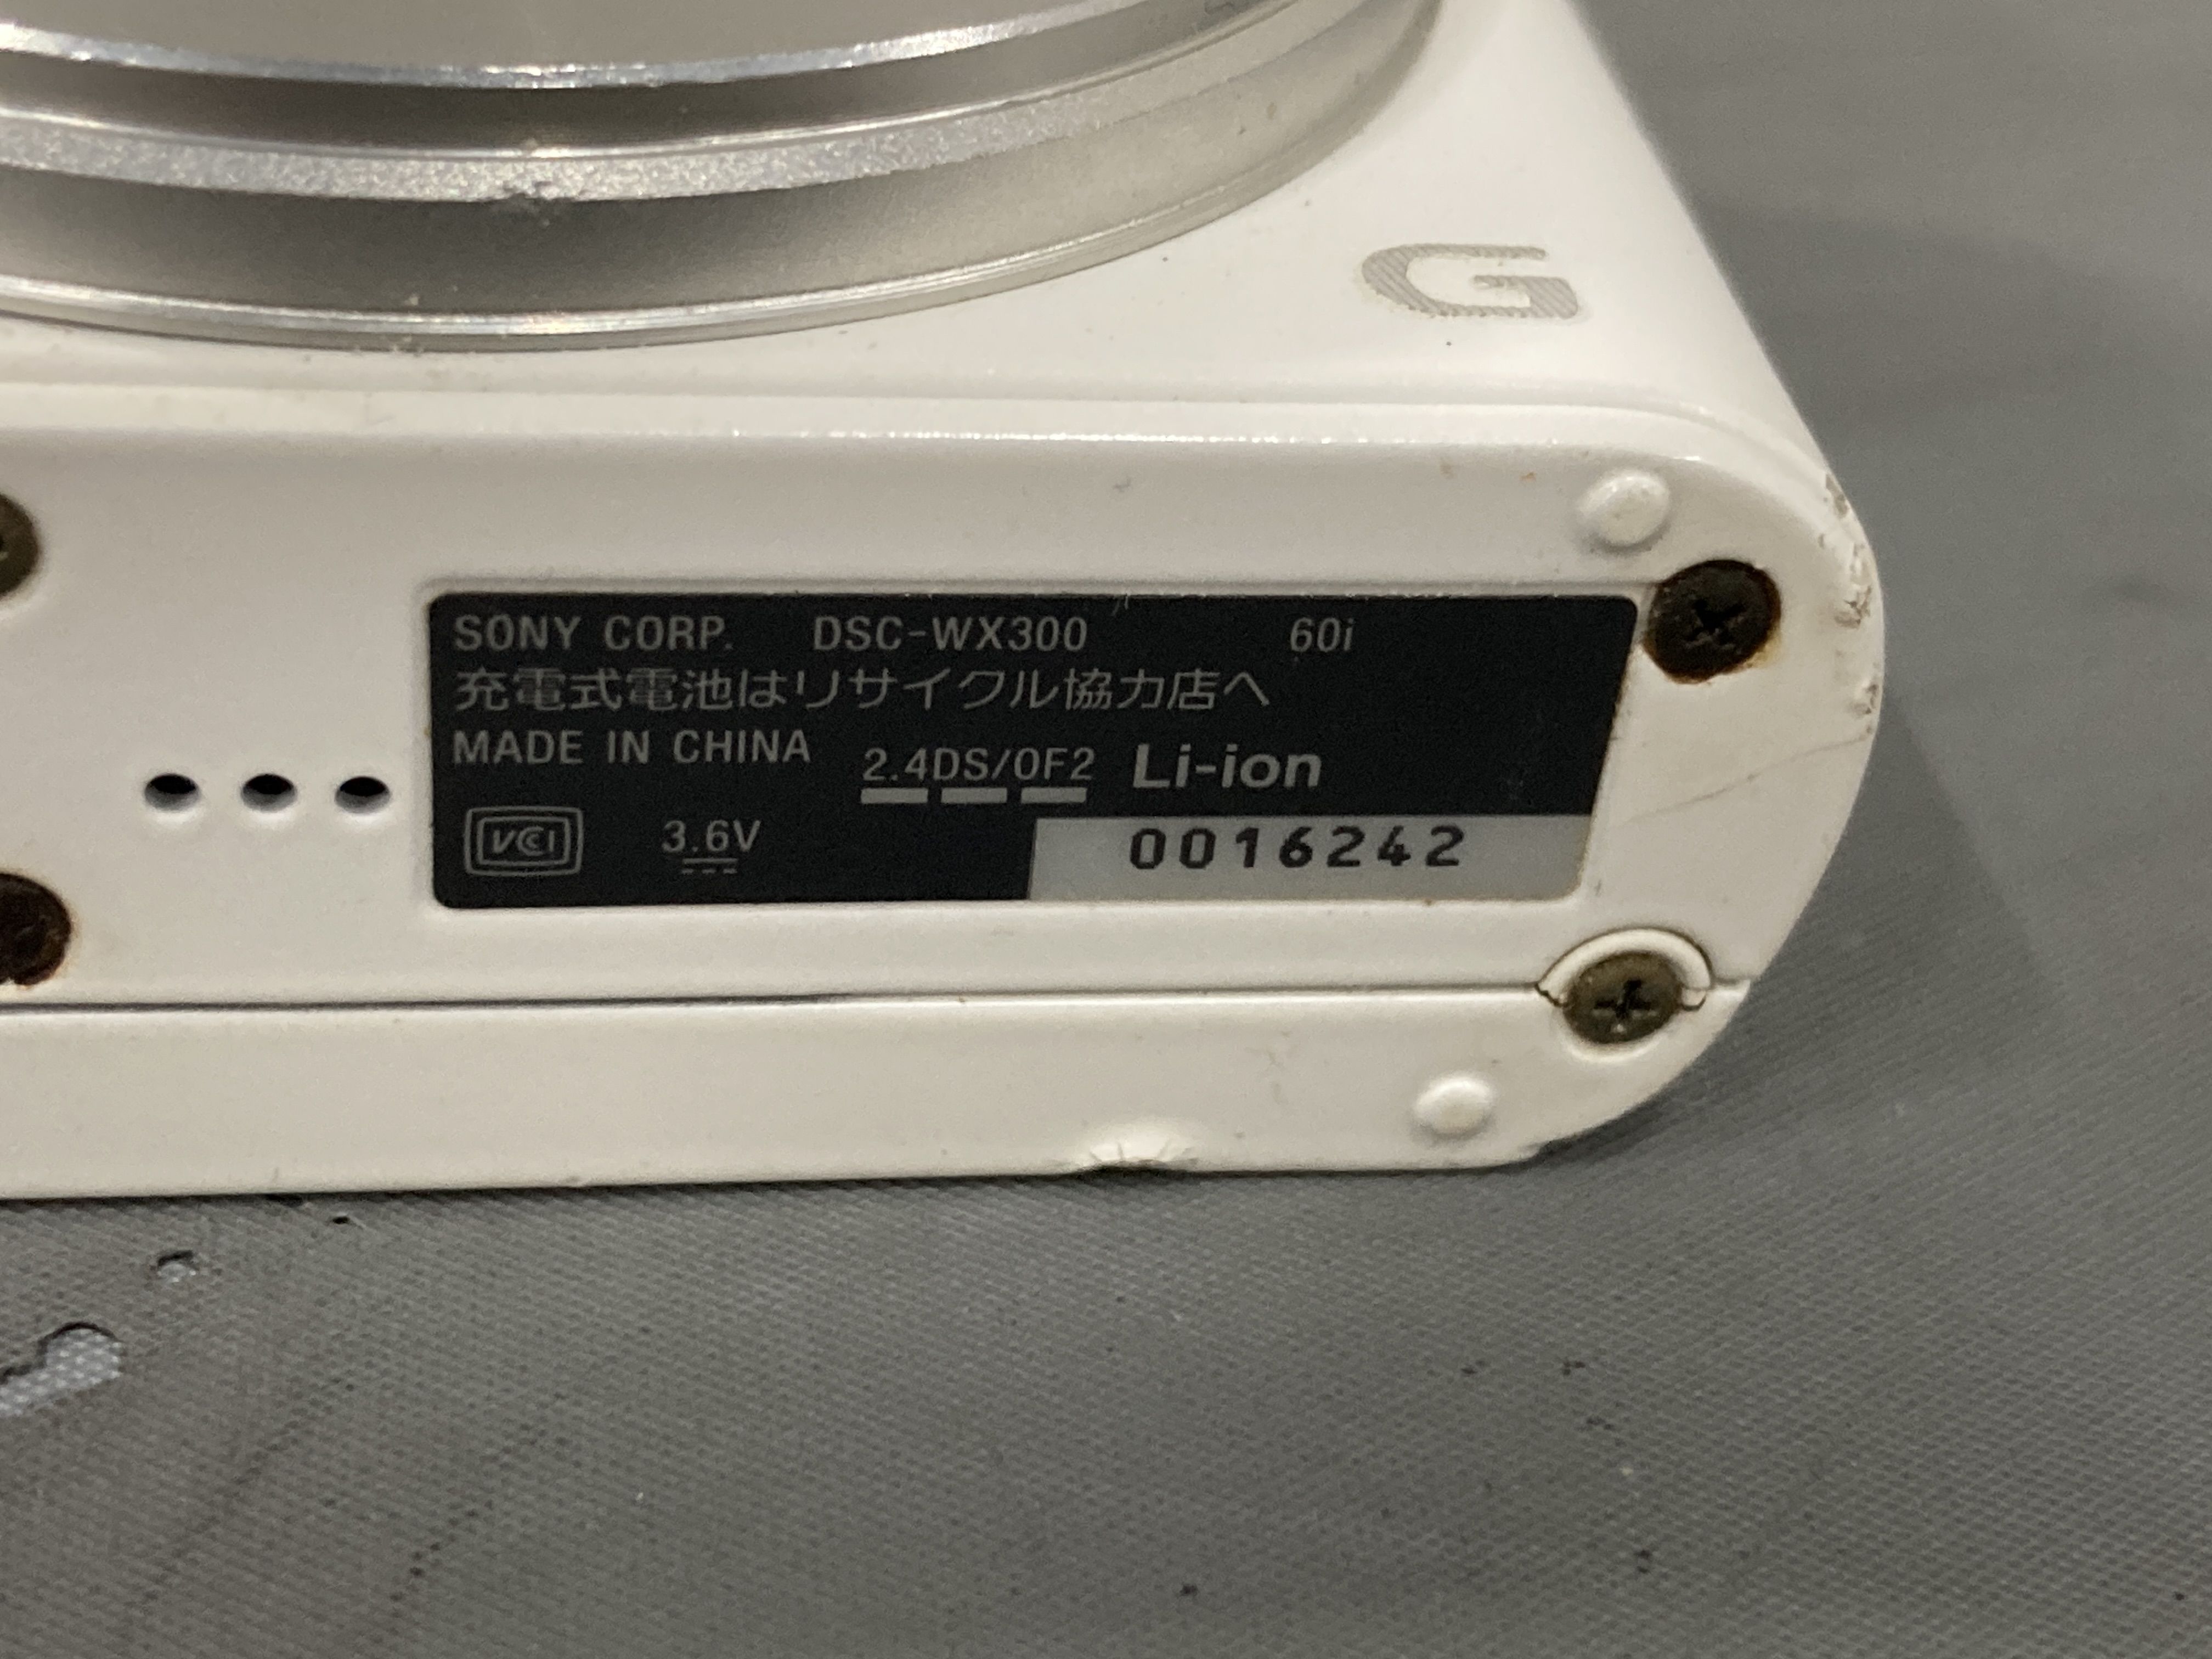 G
SONY CORP. DSC-WX300 60i
充電式電池はリサイクル協力店へ
MADE IN CHINA 2.4DS/OF2 Li-ion
VCI 3.6V 0016242